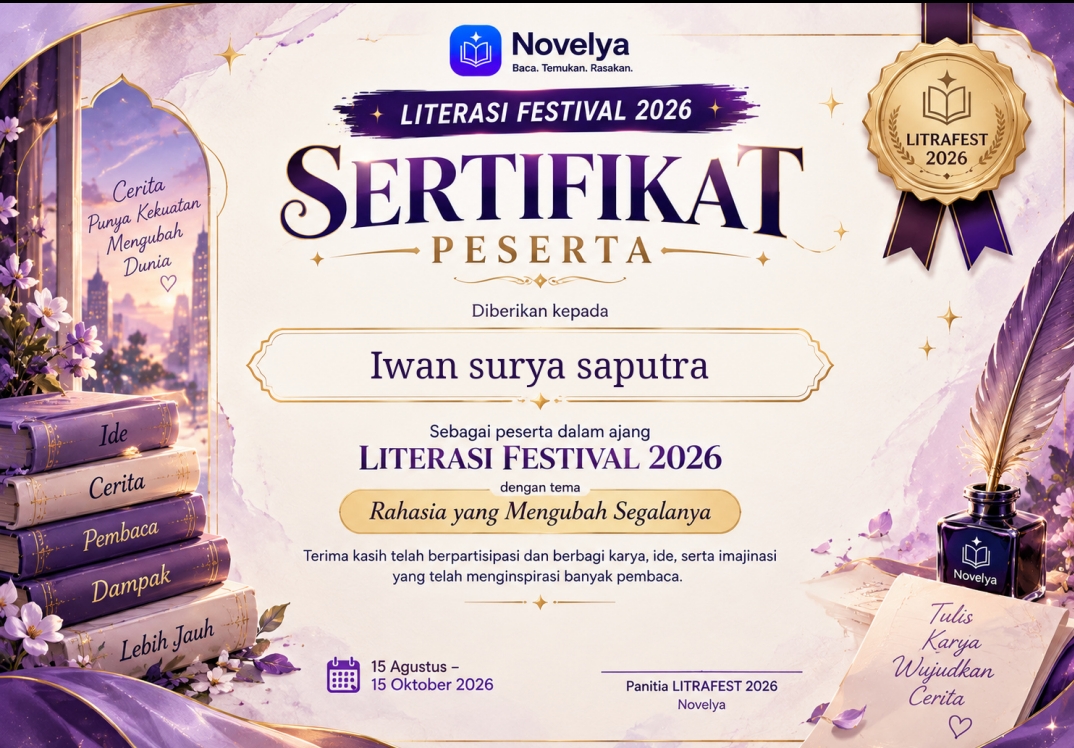 Novelya
Baca. Temukan. Rasakan.
LITERASI FESTIVAL 2026
SERTIFIKAT
PESERTA
LITRAFEST
2026
Cerita
Punya Kekuatan
Mengubah
Dunia
Diberikan kepada
Iwan surya saputra
Sebagai peserta dalam ajang
LITERASI FESTIVAL 2026
dengan tema
Rahasia yang Mengubah Segalanya
Terima kasih telah berpartisipasi dan berbagi karya, ide, serta imajinasi
yang telah menginspirasi banyak pembaca.
Ide
Cerita
Pembaca
Dampak
Lebih Jauh
15 Agustus –
15 Oktober 2026
Panitia LITRAFEST 2026
Novelya
Novelya
Tulis
Karya
Wujudkan
Cerita